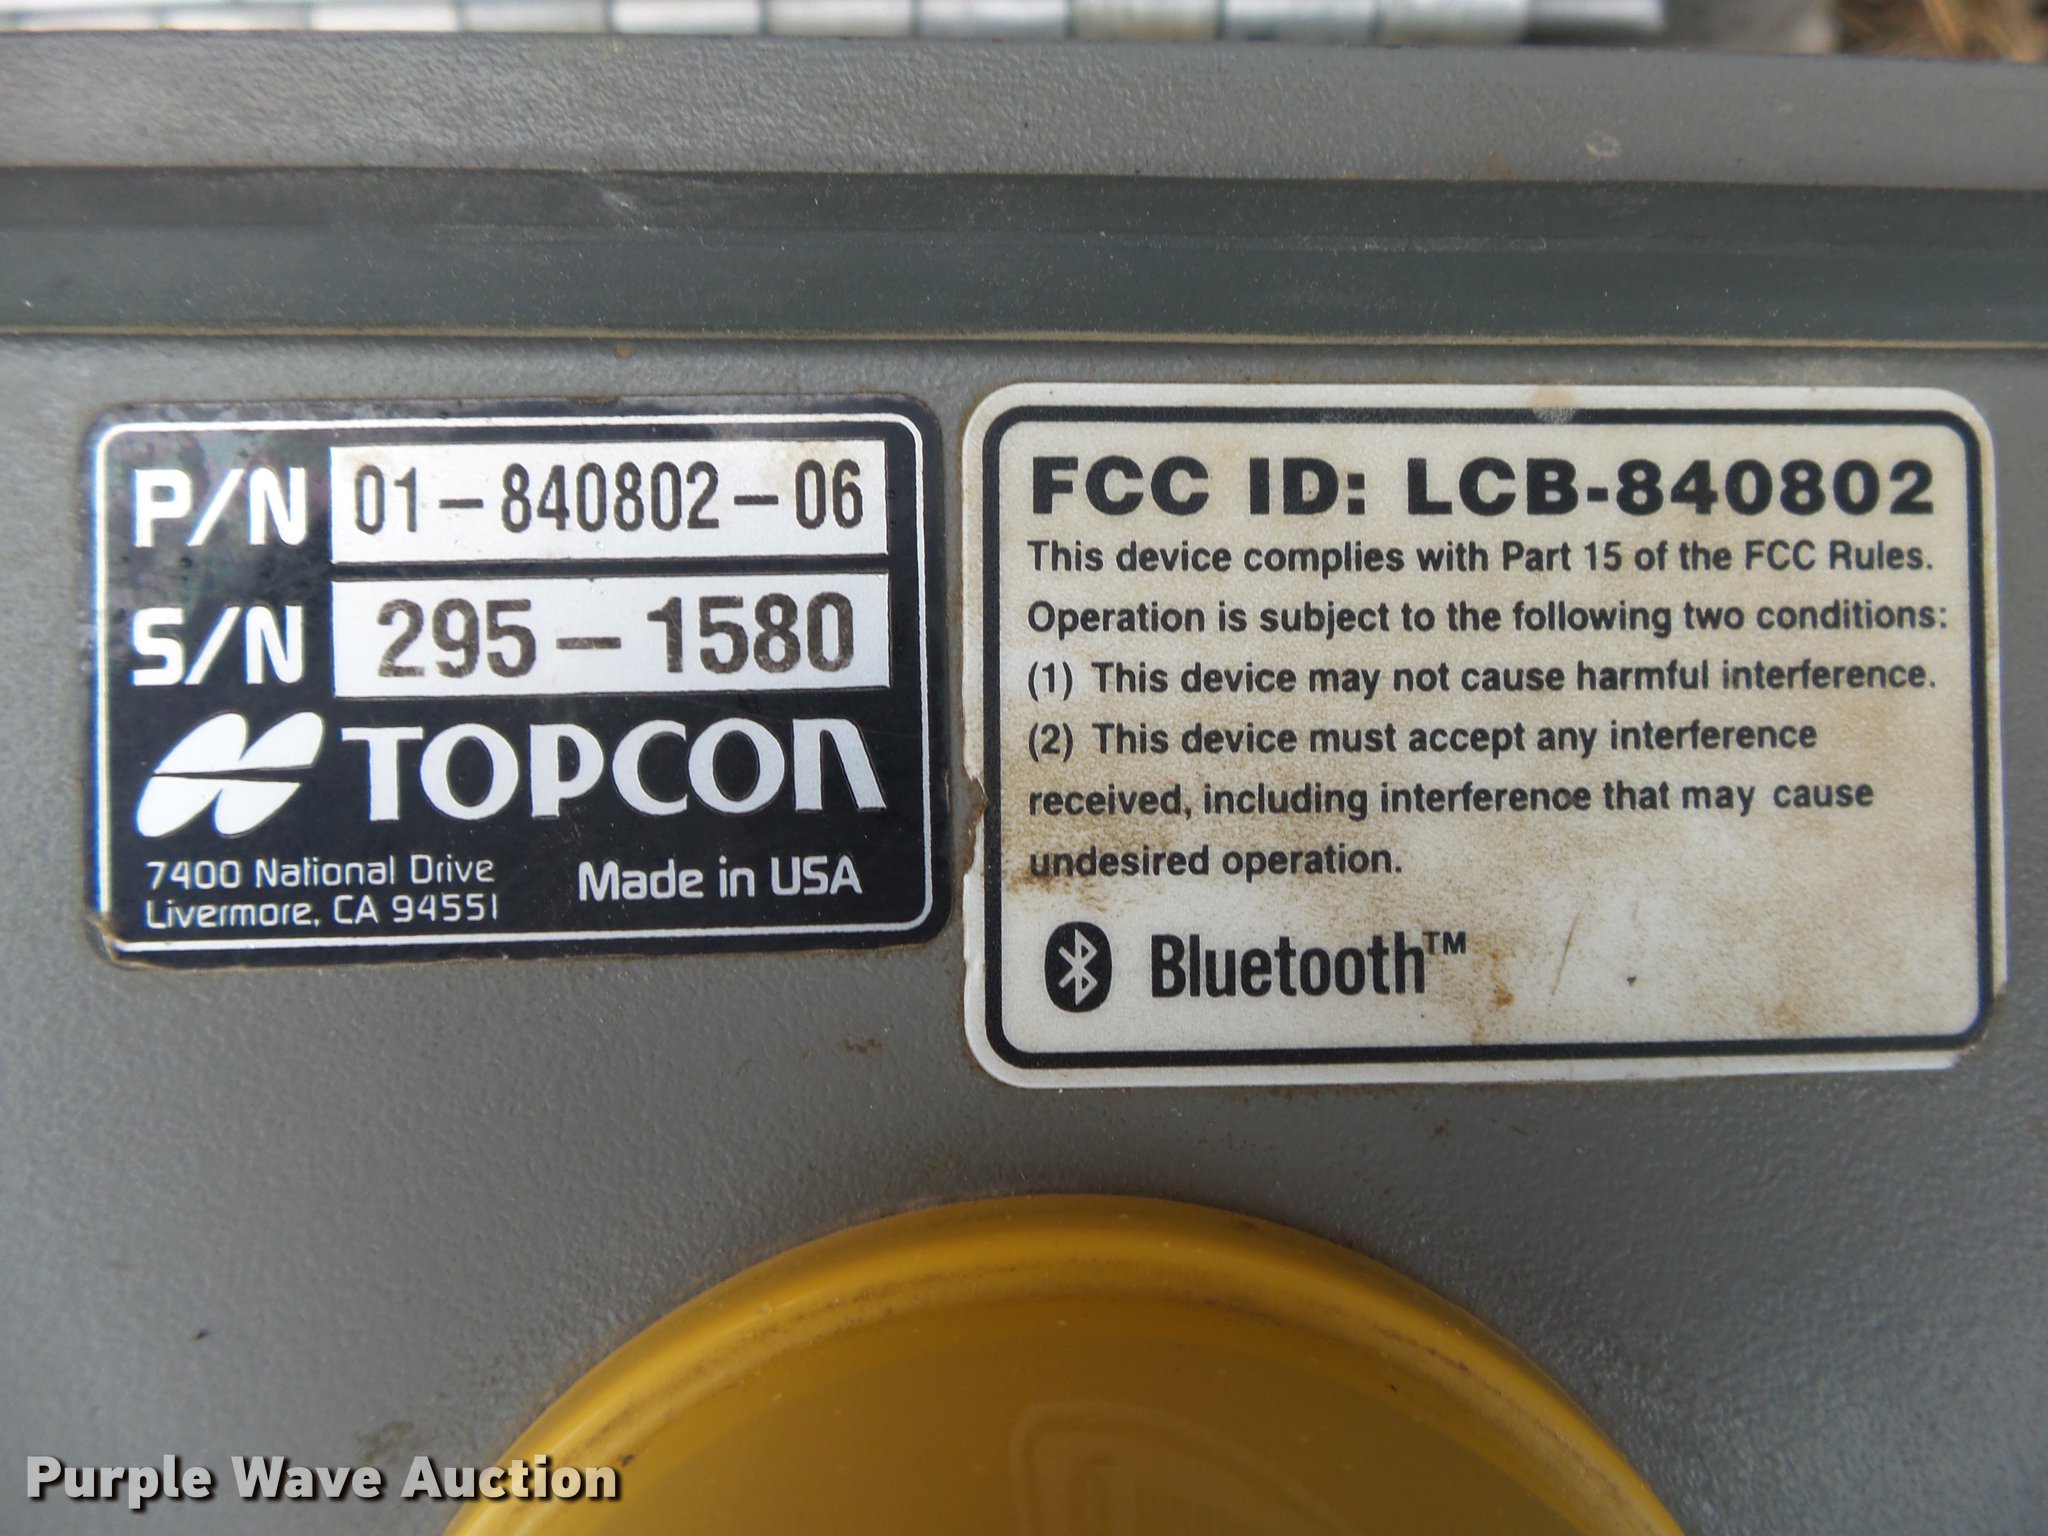 P/N 01-840802-06
S/N 295-1580
TOPCON
7400 National Drive
Livermore, CA 94551
Made in USA
FCC ID: LCB-840802
This device complies with Part 15 of the FCC Rules.
Operation is subject to the following two conditions:
(1) This device may not cause harmful interference.
(2) This device must accept any interference
received, including interference that may cause
undesired operation.
Bluetooth™
Purple Wave Auction